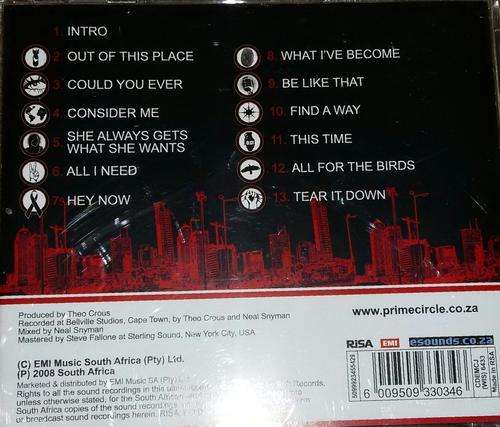 1 INTRO
2. OUT OF THIS PLACE
3. COULD YOU EVER
4. CONSIDER ME
5. SHE ALWAYS GETS
WHAT SHE WANTS
6. ALL I NEED
7. HEY NOW
8. WHAT I'VE BECOME
9. BE LIKE THAT
10. FIND A WAY
11. THIS TIME
12. ALL FOR THE BIRDS
13. TEAR IT DOWN
Produced by Theo Crous
Recorded at Bellville Studios, Cape Town, by Theo Crous and Neal Snyman
Mixed by Neal Snyman
Mastered by Steve Fallone at Sterling Sound, New York City, USA
(C) EMI Music South Africa (Pty) Ltd.
(P) 2008 South Africa
Marketed & distributed by EMI Music SA (Pty) Ltd
Rights to all the sound recordings in this Records.
unless otherwise stated, for the South African
South Africa copies of the sound recordings
or broadcast sound recordings herein. RISA
www.primecircle.co.za
RiSA EMI esounds.co.za
5099923465529
6 009509 330346
CDEMCJ
(WIS) 6433
Made in RSA